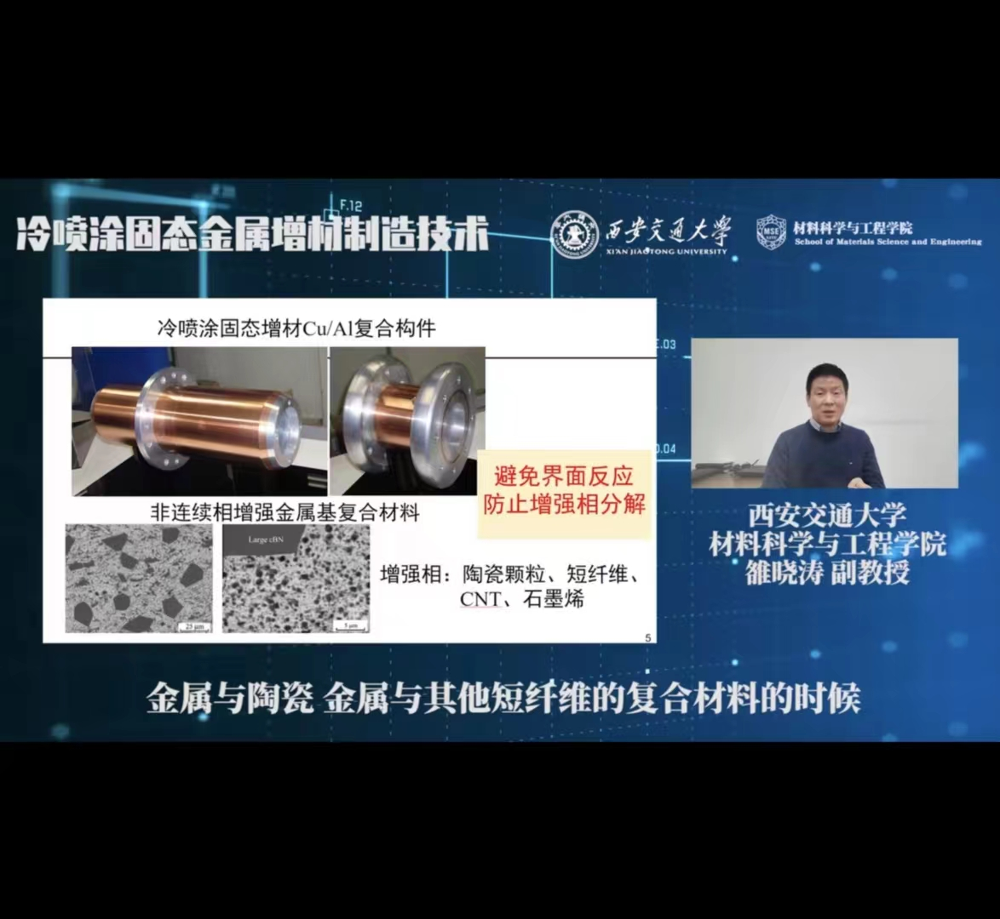 F.12
冷喷涂固态金属增材制造技术
西安交通大学
XI'AN JIAOTONG UNIVERSITY
MSE
材料科学与工程学院
School of Materials Science and Engineering
冷喷涂固态增材Cu/Al复合构件
E.03
D.04
避免界面反应
防止增强相分解
非连续相增强金属基复合材料
Large cBN
25 μm
5 μm
增强相：陶瓷颗粒、短纤维、
CNT、石墨烯
5
西安交通大学
材料科学与工程学院
雒晓涛 副教授
金属与陶瓷 金属与其他短纤维的复合材料的时候